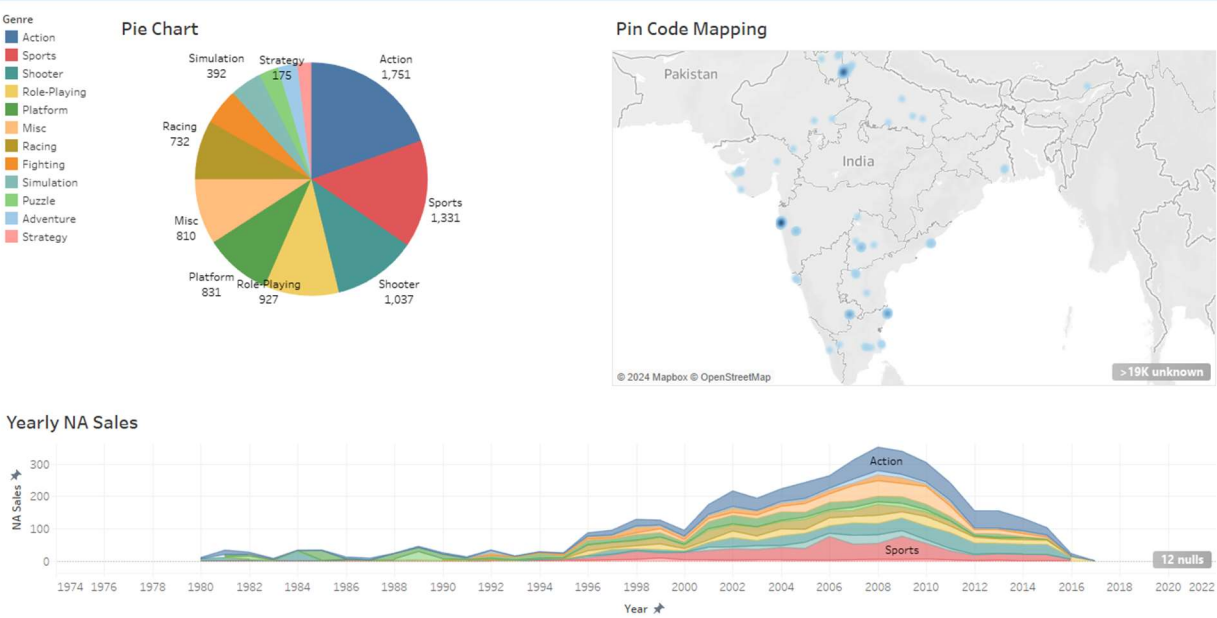 Genre
Action
Sports
Shooter
Role-Playing
Platform
Misc
Racing
Fighting
Simulation
Puzzle
Adventure
Strategy
Pie Chart
Simulation
392
Strategy
175
Action
1,751
Racing
732
Sports
1,331
Misc
810
Platform
831
Role-Playing
927
Shooter
1,037
Pin Code Mapping
Pakistan
India
© 2024 Mapbox © OpenStreetMap
>19K unknown
Yearly NA Sales
NA Sales
300
200
100
0
Action
Sports
12 nulls
1974 1976 1978 1980 1982 1984 1986 1988 1990 1992 1994 1996 1998 2000 2002 2004 2006 2008 2010 2012 2014 2016 2018 2020 2022
Year